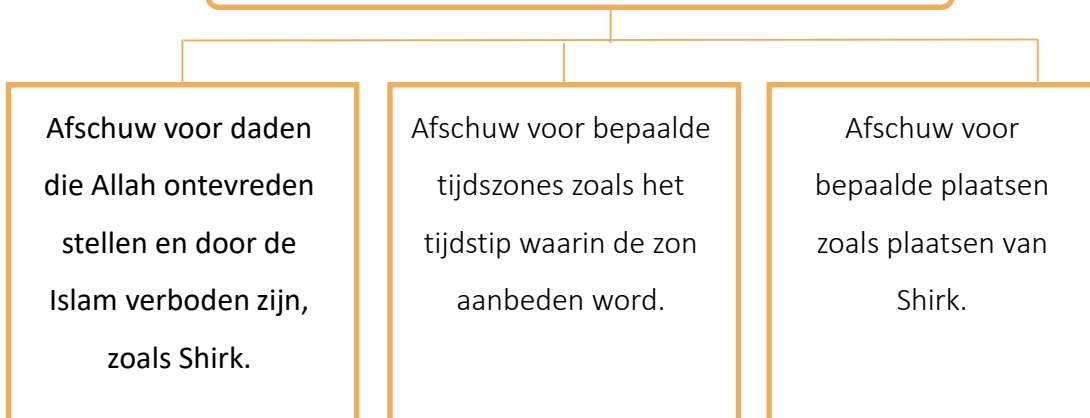 Afschuw voor daden
die Allah ontevreden
stellen en door de
Islam verboden zijn,
zoals Shirk.
Afschuw voor bepaalde
tijdszones zoals het
tijdstip waarin de zon
aanbeden word.
Afschuw voor
bepaalde plaatsen
zoals plaatsen van
Shirk.